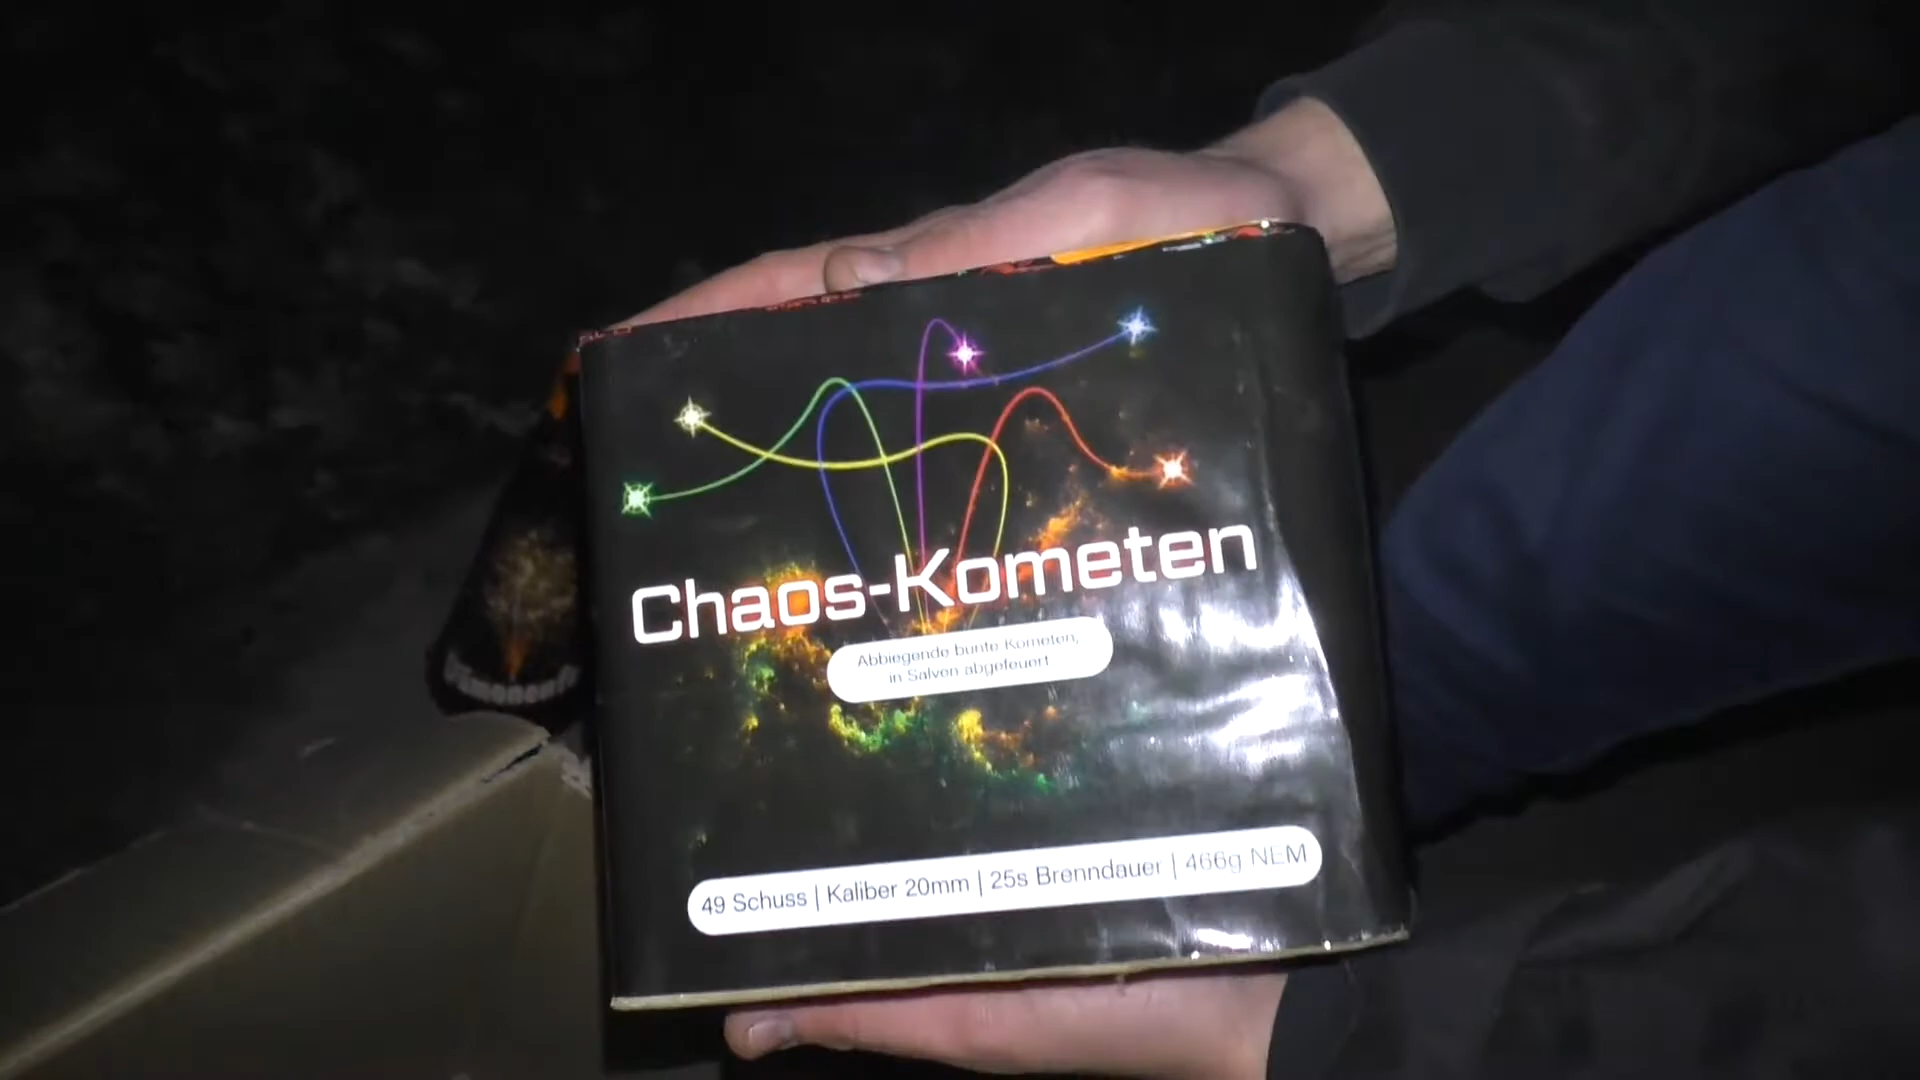 Chaos-Kometen
Abbiegende bunte Kometen,
in Salven abgefeuert
49 Schuss | Kaliber 20mm | 25s Brenndauer | 466g NEM